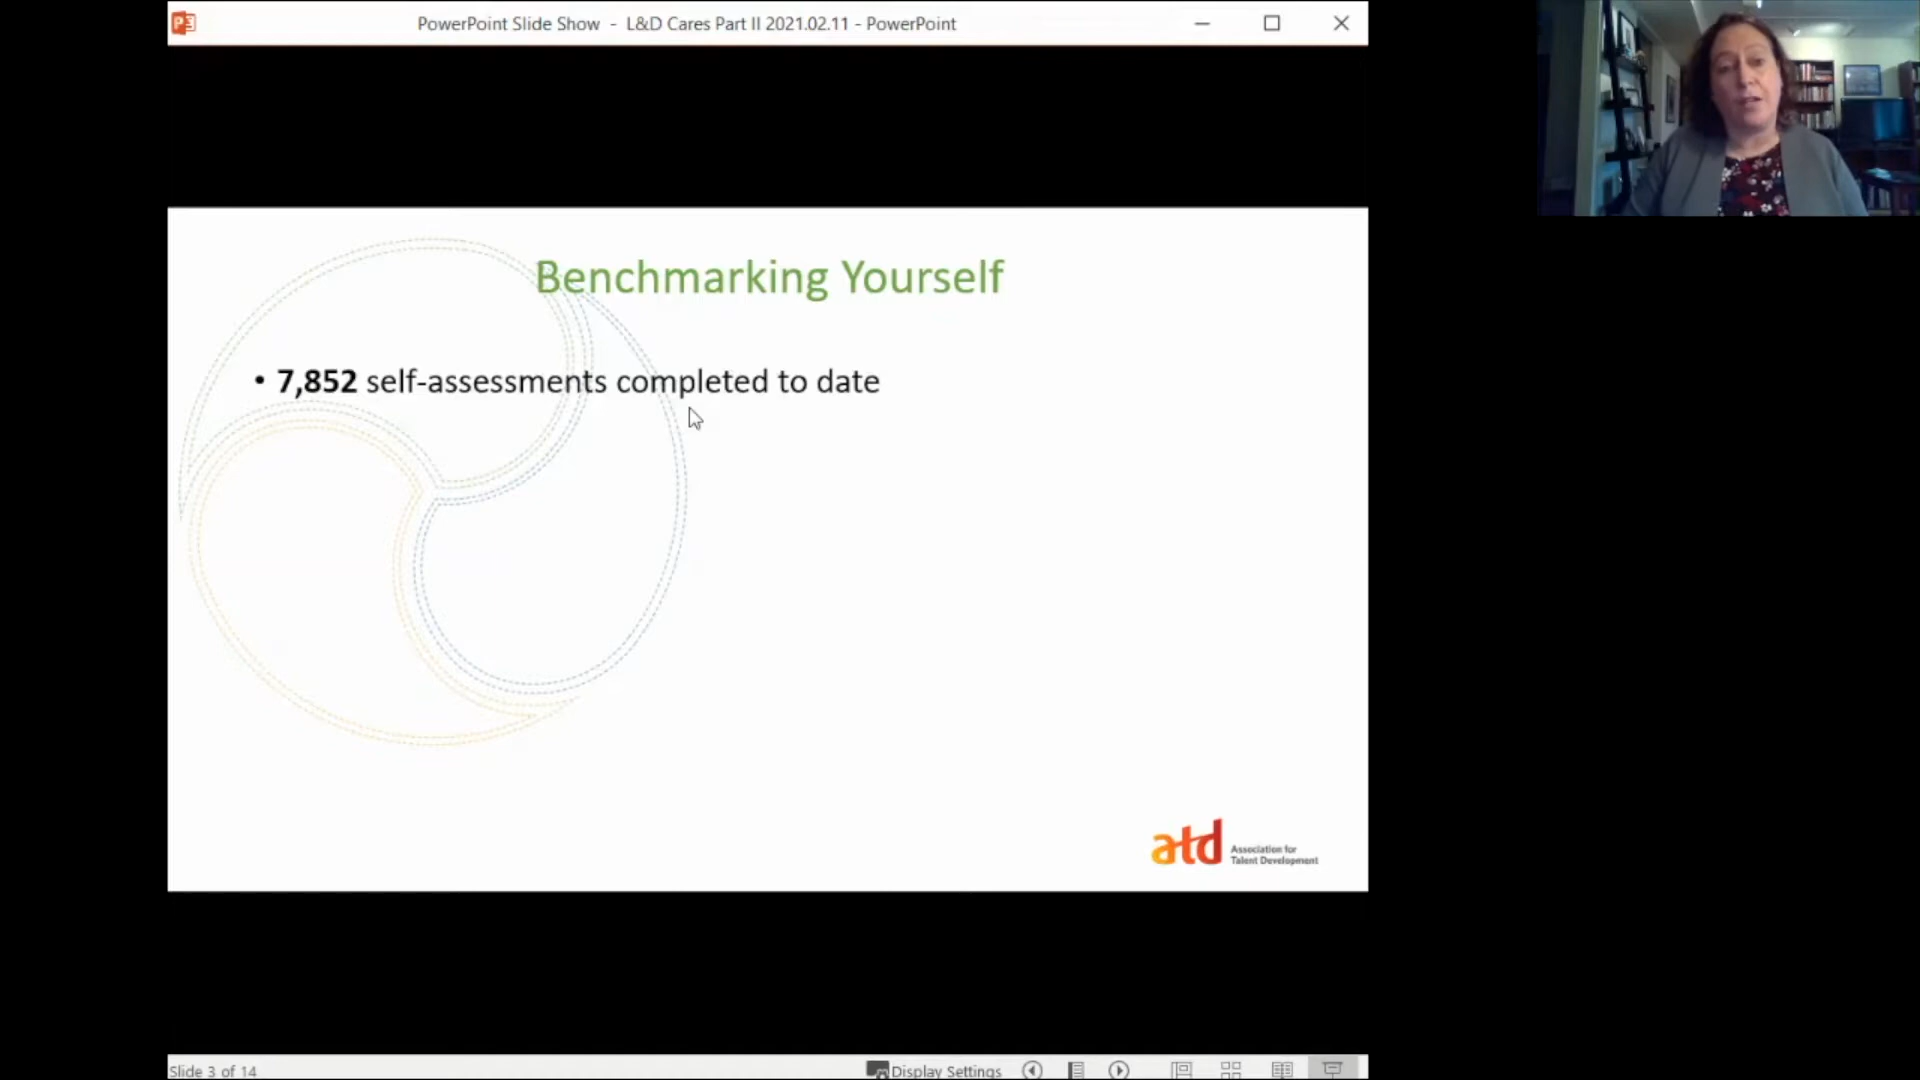 PowerPoint Slide Show - L&D Cares Part II 2021.02.11 - PowerPoint
Benchmarking Yourself
• 7,852 self-assessments completed to date
atd Association for
Talent Development
Slide 3 of 14
Display Settings